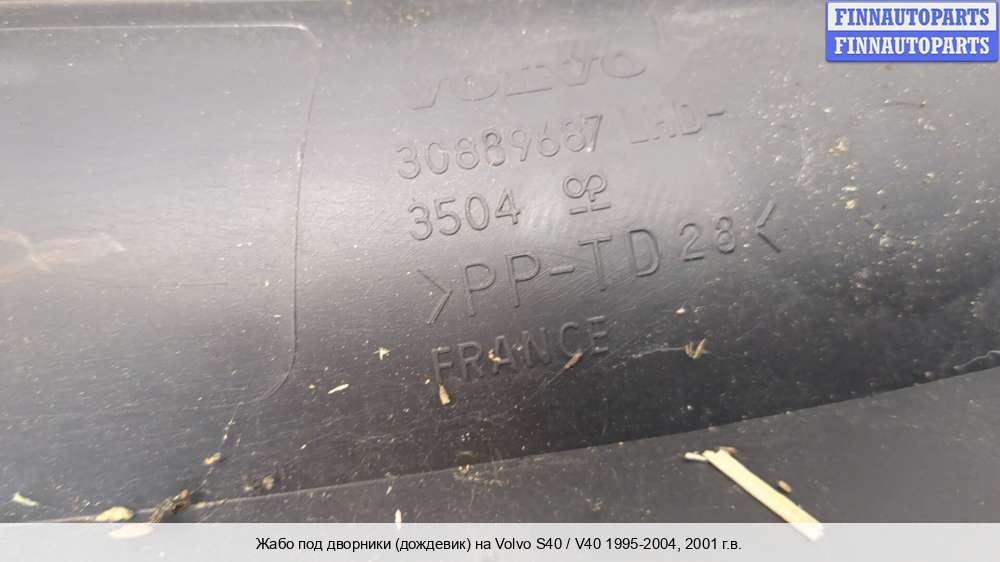 FINNAUTOPARTS
FINNAUTOPARTS
VOLVO
30889687 LHD-
3504
>PP-TD28<
FRANCE
Жабо под дворники (дождевик) на Volvo S40 / V40 1995-2004, 2001 г.в.